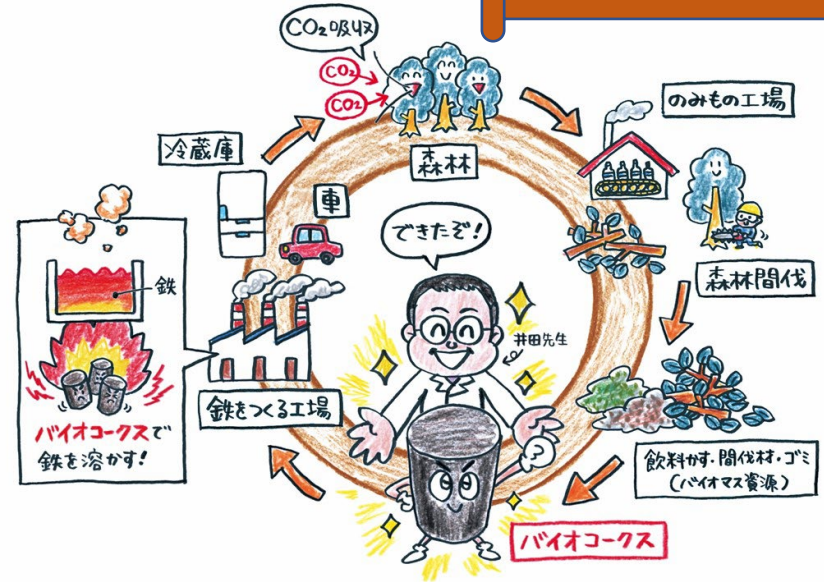 CO₂吸収
CO₂
CO₂
森林
のみもの工場
森林間伐
飲料かす・間伐材・ゴミ
(バイオマス資源)
バイオコークス
できたぞ!
井田先生
鉄をつくる工場
鉄
バイオコークスで
鉄を溶かす!
車
冷蔵庫